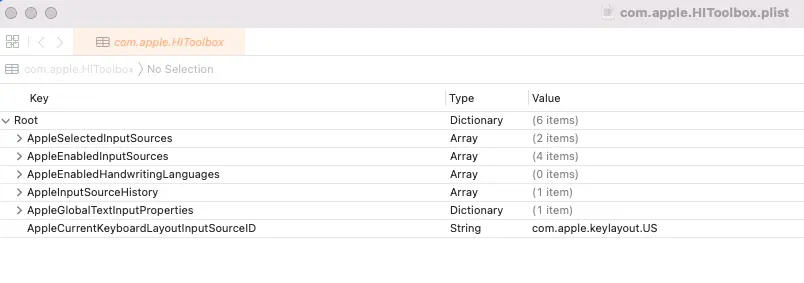 com.apple.HIToolbox.plist
com.apple.HIToolbox
com.apple.HIToolbox No Selection
Key Type Value
Root Dictionary (6 items)
AppleSelectedInputSources Array (2 items)
AppleEnabledInputSources Array (4 items)
AppleEnabledHandwritingLanguages Array (0 items)
AppleInputSourceHistory Array (1 item)
AppleGlobalTextInputProperties Dictionary (1 item)
AppleCurrentKeyboardLayoutInputSourceID String com.apple.keylayout.US